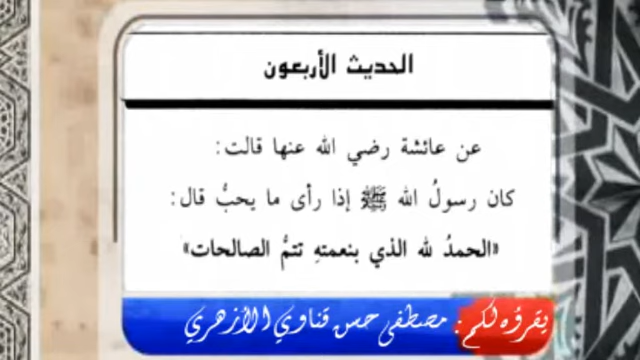 الحديث الأربعون
عن عائشة رضي الله عنها قالت:
كان رسولُ الله ﷺ إذا رأى ما يحبُّ قال:
«الحمدُ لله الذي بنعمتهِ تتمُّ الصالحات»
يقرؤه لكم: مصطفى حسن قناوي الأزهري